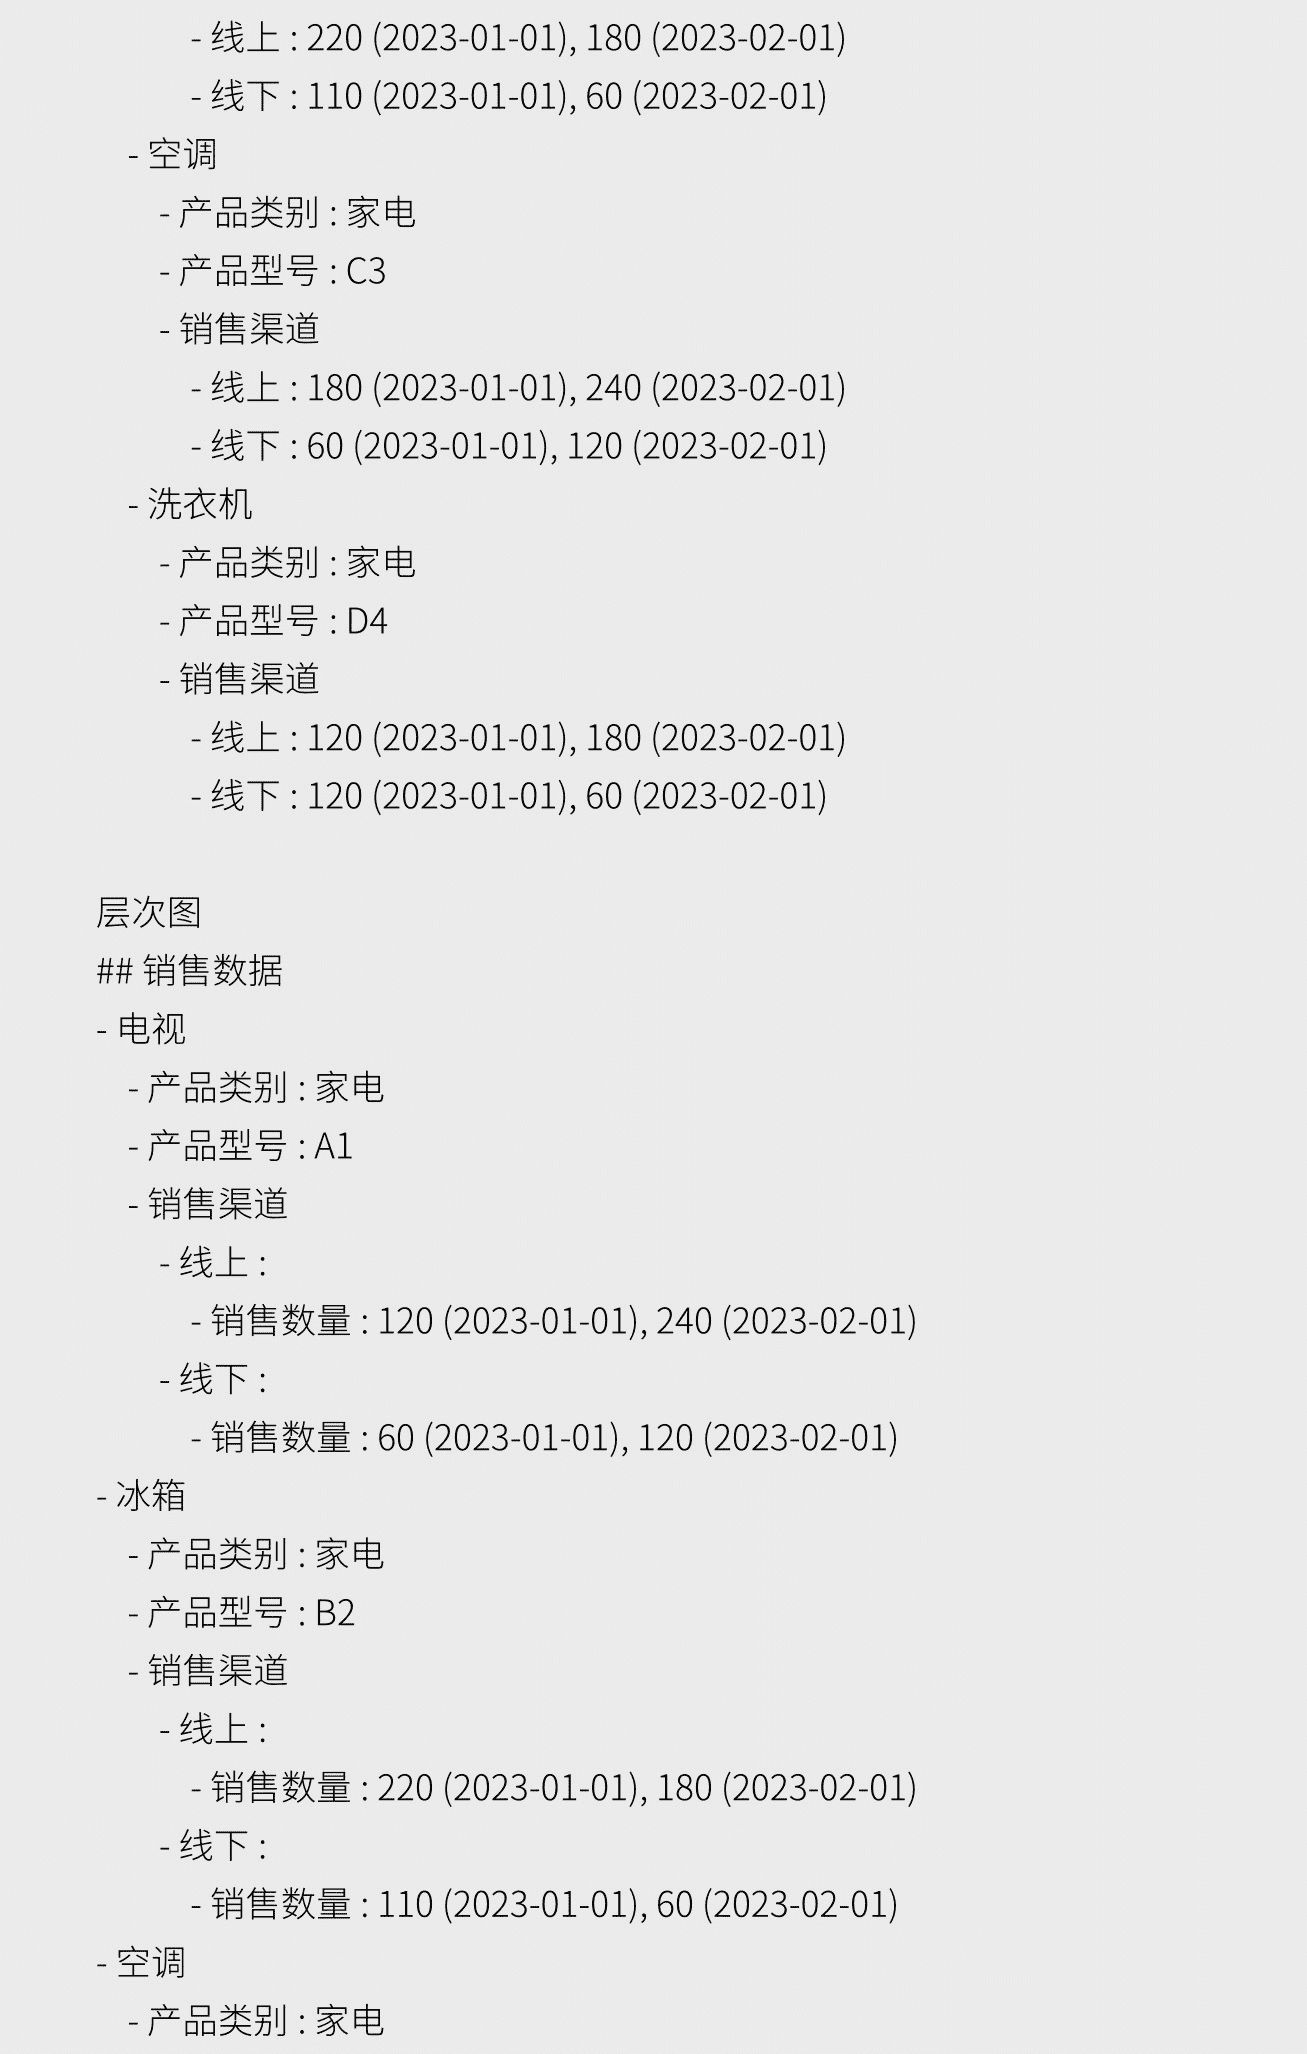 - 线上 : 220 (2023-01-01), 180 (2023-02-01)
- 线下 : 110 (2023-01-01), 60 (2023-02-01)
- 空调
- 产品类别 : 家电
- 产品型号 : C3
- 销售渠道
- 线上 : 180 (2023-01-01), 240 (2023-02-01)
- 线下 : 60 (2023-01-01), 120 (2023-02-01)
- 洗衣机
- 产品类别 : 家电
- 产品型号 : D4
- 销售渠道
- 线上 : 120 (2023-01-01), 180 (2023-02-01)
- 线下 : 120 (2023-01-01), 60 (2023-02-01)
层次图
## 销售数据
- 电视
- 产品类别 : 家电
- 产品型号 : A1
- 销售渠道
- 线上 :
- 销售数量 : 120 (2023-01-01), 240 (2023-02-01)
- 线下 :
- 销售数量 : 60 (2023-01-01), 120 (2023-02-01)
- 冰箱
- 产品类别 : 家电
- 产品型号 : B2
- 销售渠道
- 线上 :
- 销售数量 : 220 (2023-01-01), 180 (2023-02-01)
- 线下 :
- 销售数量 : 110 (2023-01-01), 60 (2023-02-01)
- 空调
- 产品类别 : 家电